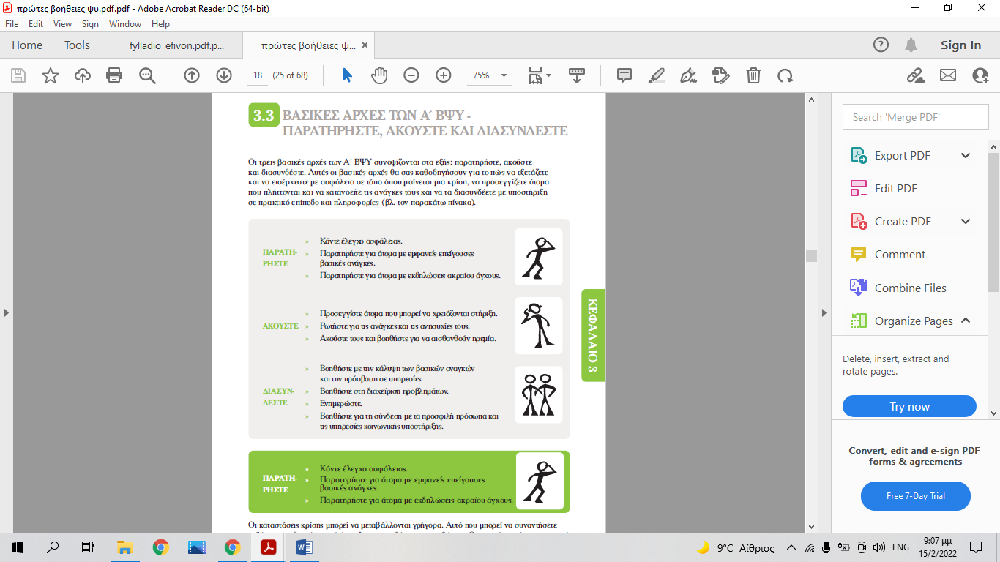 πρώτες βοήθειες ψυ.pdf.pdf - Adobe Acrobat Reader DC (64-bit)
File Edit View Sign Window Help
Home Tools fylladio_efivon.pdf.p... πρώτες βοήθειες ψ... ×
18 (25 of 68) 75%
Sign In
3.3 ΒΑΣΙΚΕΣ ΑΡΧΕΣ ΤΩΝ Α΄ ΒΨΥ -
ΠΑΡΑΤΗΡΗΣΤΕ, ΑΚΟΥΣΤΕ ΚΑΙ ΔΙΑΣΥΝΔΕΣΤΕ
Οι τρεις βασικές αρχές των Α΄ ΒΨΥ συνοψίζονται στα εξής: παρατηρήστε, ακούστε
και διασυνδέστε. Αυτές οι βασικές αρχές θα σας καθοδηγήσουν για το πώς να εξετάζετε
και να εισέρχεστε με ασφάλεια σε τόπο όπου μαίνεται μια κρίση, να προσεγγίζετε άτομα
που πλήττονται και να κατανοείτε τις ανάγκες τους και να τα διασυνδέετε με υποστήριξη
σε πρακτικό επίπεδο και πληροφορίες (βλ. τον παρακάτω πίνακα).
ΠΑΡΑΤΗ-
ΡΗΣΤΕ
» Κάντε έλεγχο ασφάλειας.
» Παρατηρήστε για άτομα με εμφανείς επείγουσες
βασικές ανάγκες.
» Παρατηρήστε για άτομα με εκδηλώσεις ακραίου άγχους.
ΑΚΟΥΣΤΕ
» Προσεγγίστε άτομα που μπορεί να χρειάζονται στήριξη.
» Ρωτήστε για τις ανάγκες και τις ανησυχίες τους.
» Ακούστε τους και βοηθήστε για να αισθανθούν ηρεμία.
ΔΙΑΣΥΝ-
ΔΕΣΤΕ
» Βοηθήστε με την κάλυψη των βασικών αναγκών
και την πρόσβαση σε υπηρεσίες.
» Βοηθήστε στη διαχείριση προβλημάτων.
» Ενημερώστε.
» Βοηθήστε για τη σύνδεση με τα προσφιλή πρόσωπα και
τις υπηρεσίες κοινωνικής υποστήριξης.
ΚΕΦΑΛΑΙΟ 3
ΠΑΡΑΤΗ-
ΡΗΣΤΕ
» Κάντε έλεγχο ασφάλειας.
» Παρατηρήστε για άτομα με εμφανείς επείγουσες
βασικές ανάγκες.
» Παρατηρήστε για άτομα με εκδηλώσεις ακραίου άγχους.
Οι καταστάσεις κρίσης μπορεί να μεταβάλλονται γρήγορα. Αυτό που μπορεί να συναντήσετε
Search 'Merge PDF'
Export PDF
Edit PDF
Create PDF
Comment
Combine Files
Organize Pages
Delete, insert, extract and
rotate pages.
Try now
Convert, edit and e-sign PDF
forms & agreements
Free 7-Day Trial
9°C Αίθριος ENG 9:07 μμ
15/2/2022